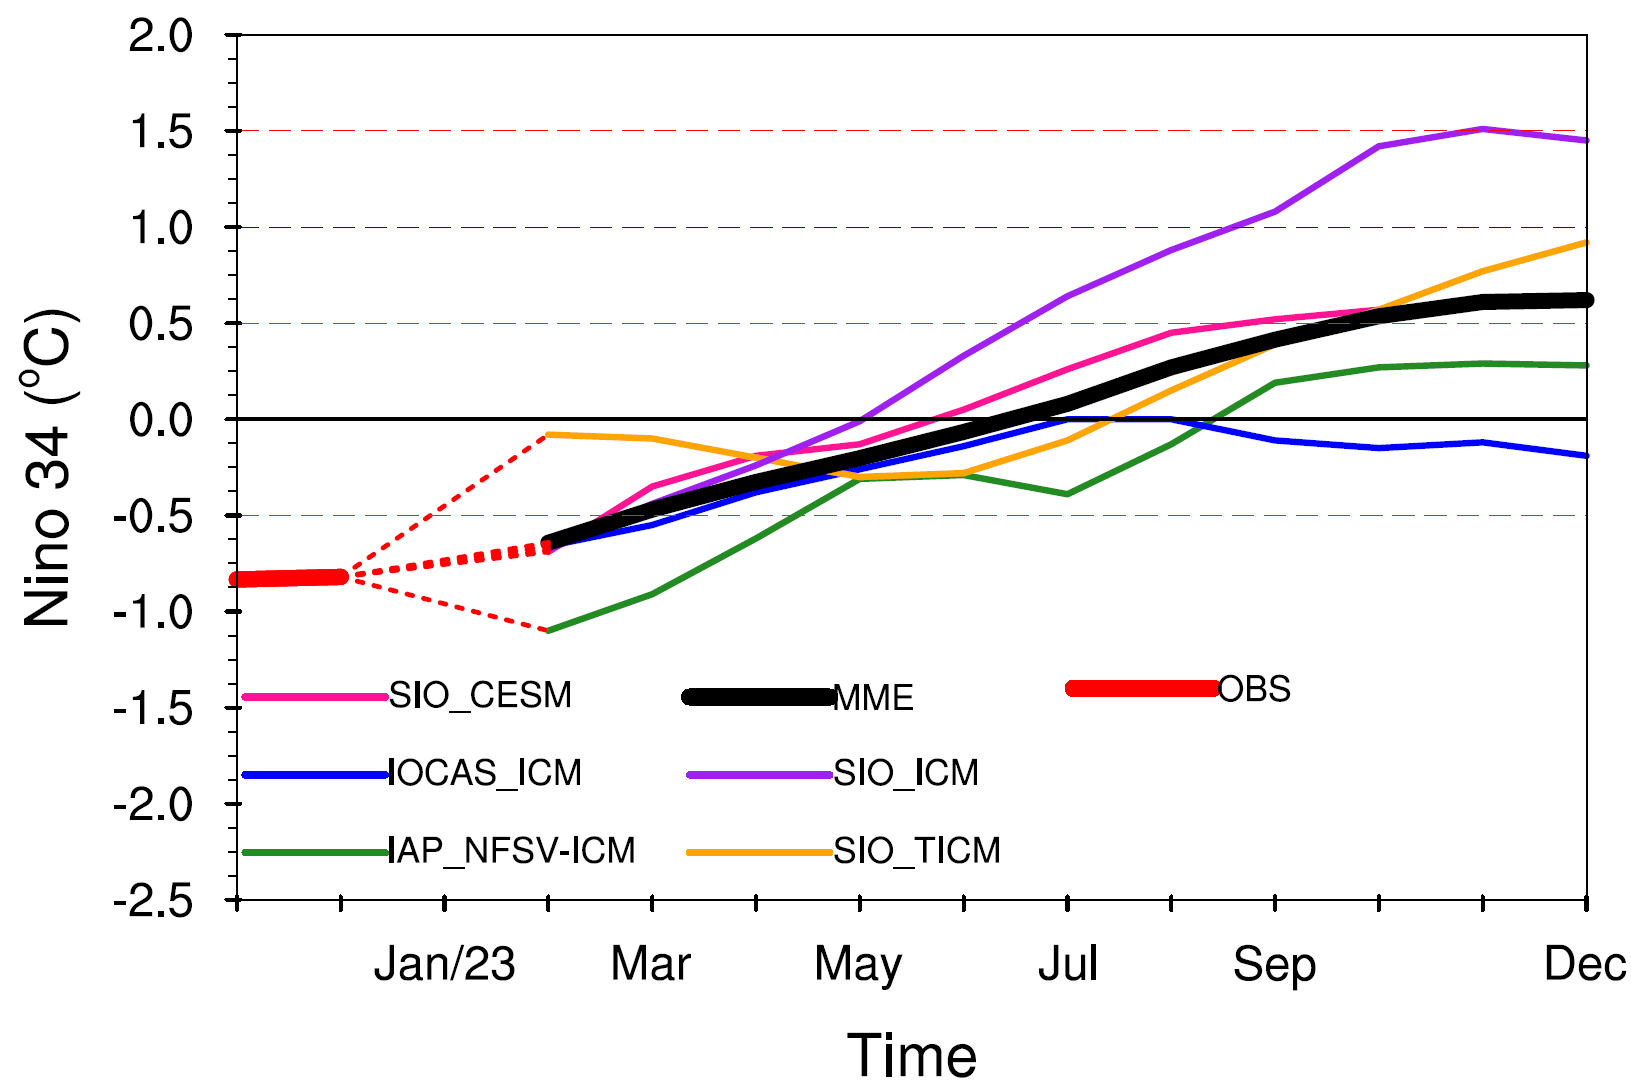 2.0
1.5
1.0
0.5
0.0
-0.5
-1.0
-1.5
-2.0
-2.5
Nino 34 (°C)
SIO_CESM MME OBS
IOCAS_ICM SIO_ICM
IAP_NFSV-ICM SIO_TICM
Jan/23 Mar May Jul Sep Dec
Time